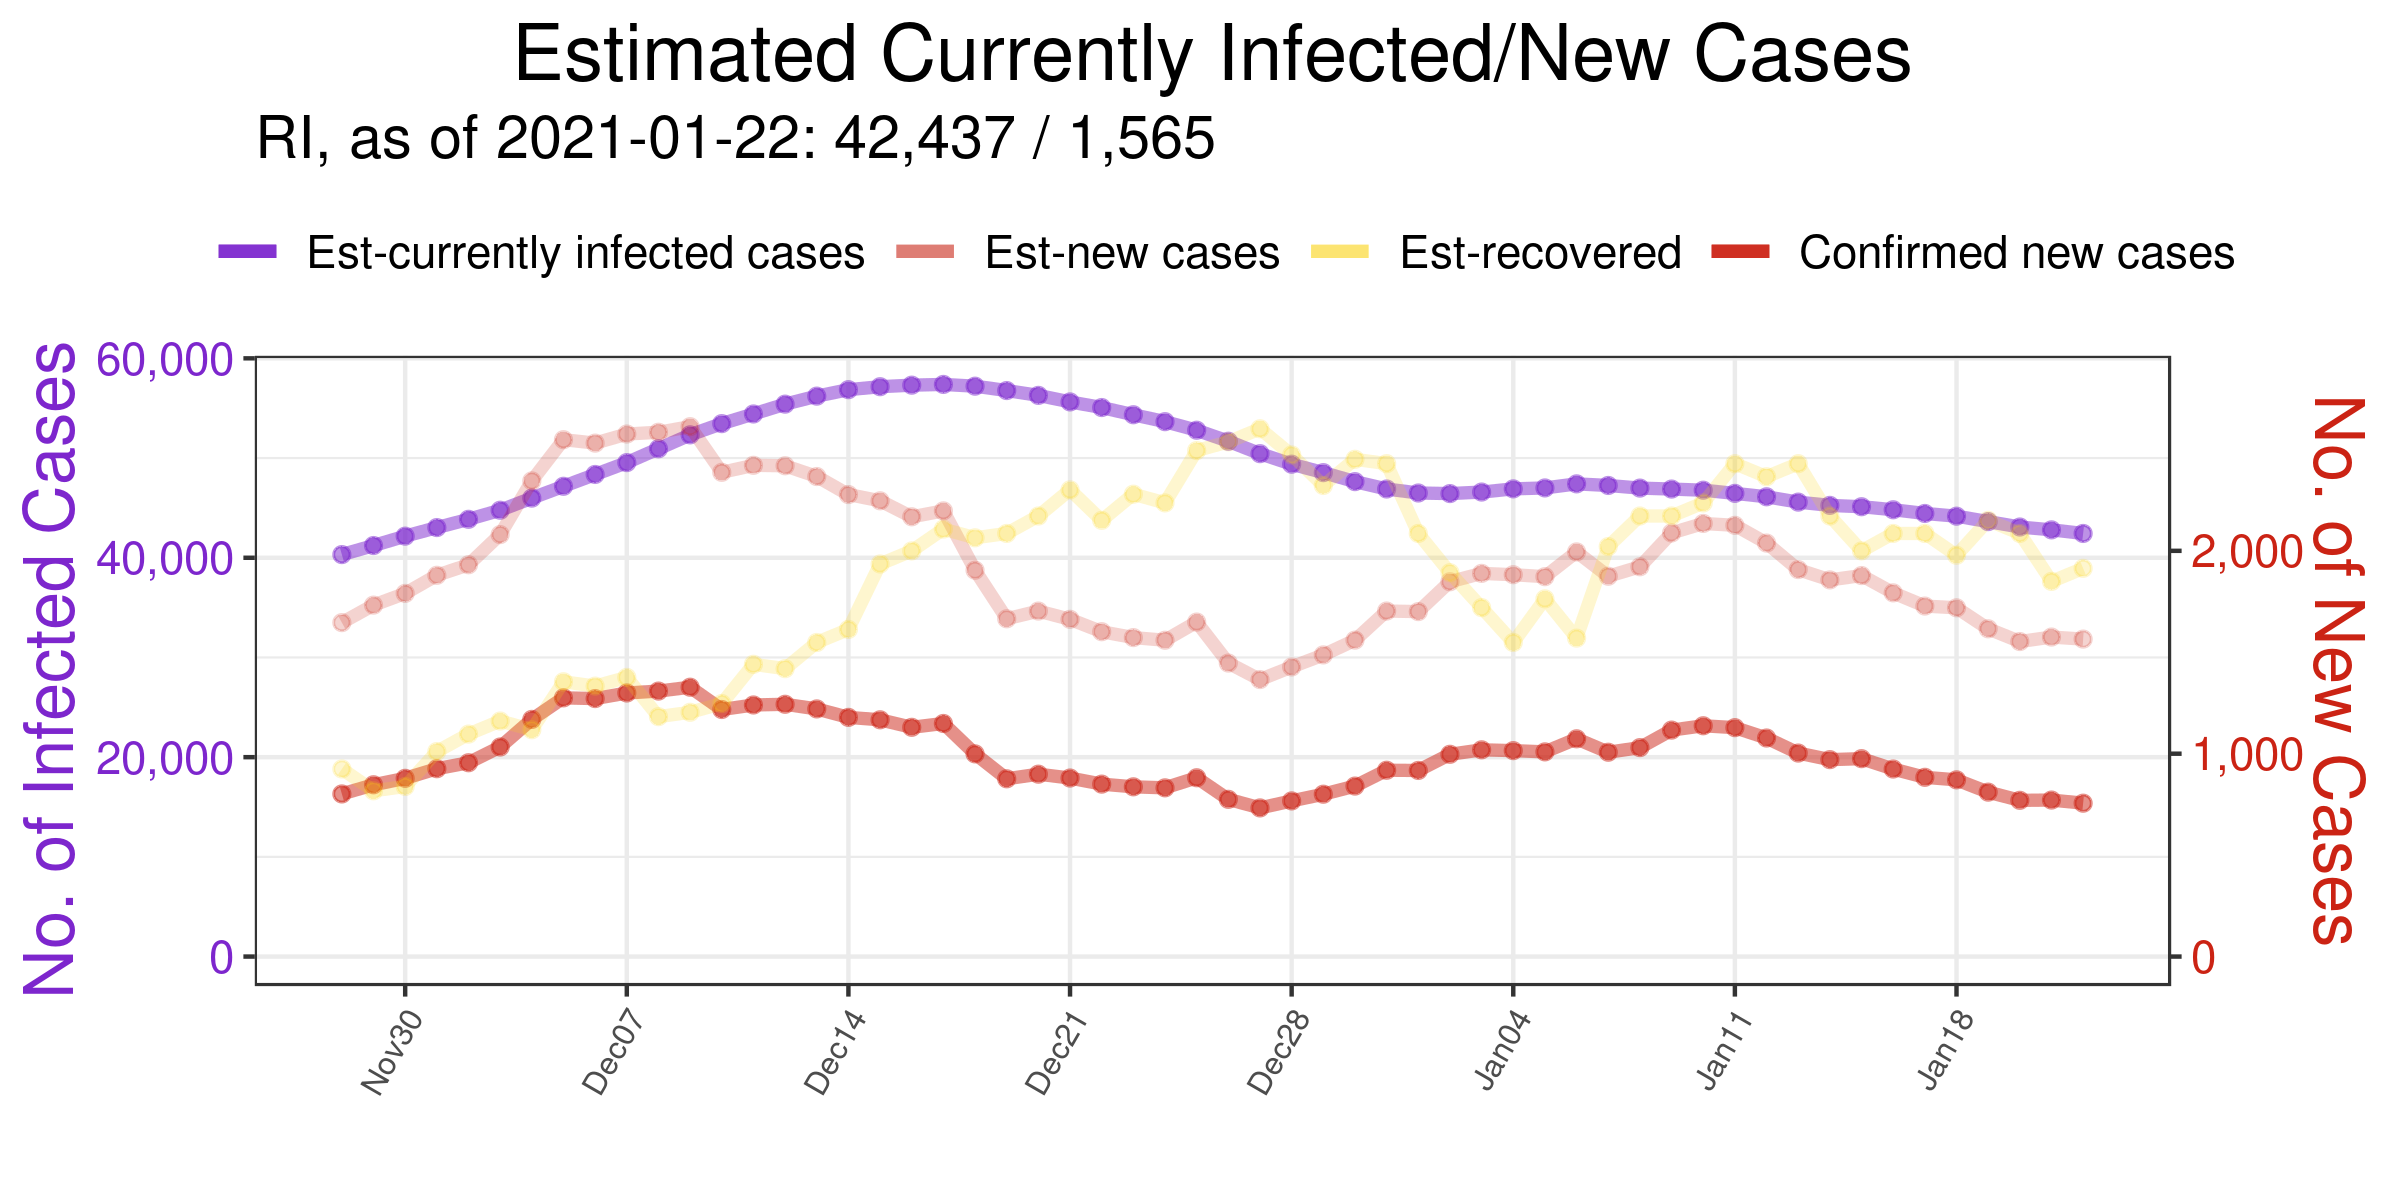 Estimated Currently Infected/New Cases
RI, as of 2021-01-22: 42,437 / 1,565
Est-currently infected cases Est-new cases Est-recovered Confirmed new cases
No. of Infected Cases
60,000
40,000
20,000
0
No. of New Cases
2,000
1,000
0
Nov30 Dec07 Dec14 Dec21 Dec28 Jan04 Jan11 Jan18